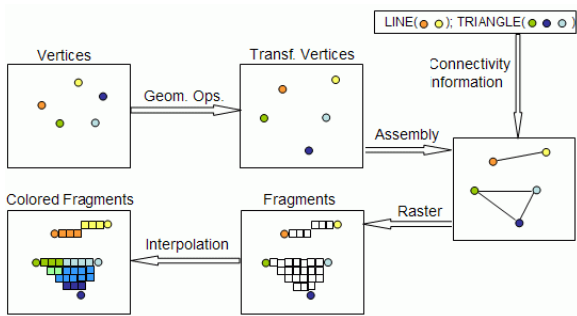 LINE( ); TRIANGLE( )
Vertices
Transf. Vertices
Connectivity
Information
Geom. Ops.
Assembly
Colored Fragments
Fragments
Raster
Interpolation